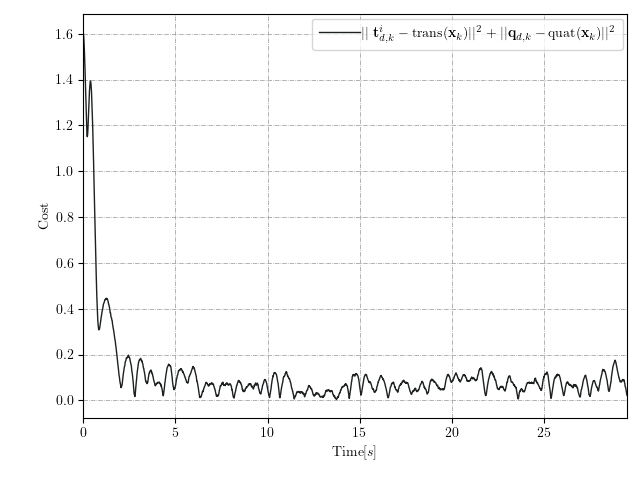 || t^i_{d,k} − trans(x_k)||² + ||q_{d,k} − quat(x_k)||²
1.6
1.4
1.2
1.0
0.8
0.6
0.4
0.2
0.0
Cost
0 5 10 15 20 25
Time[s]